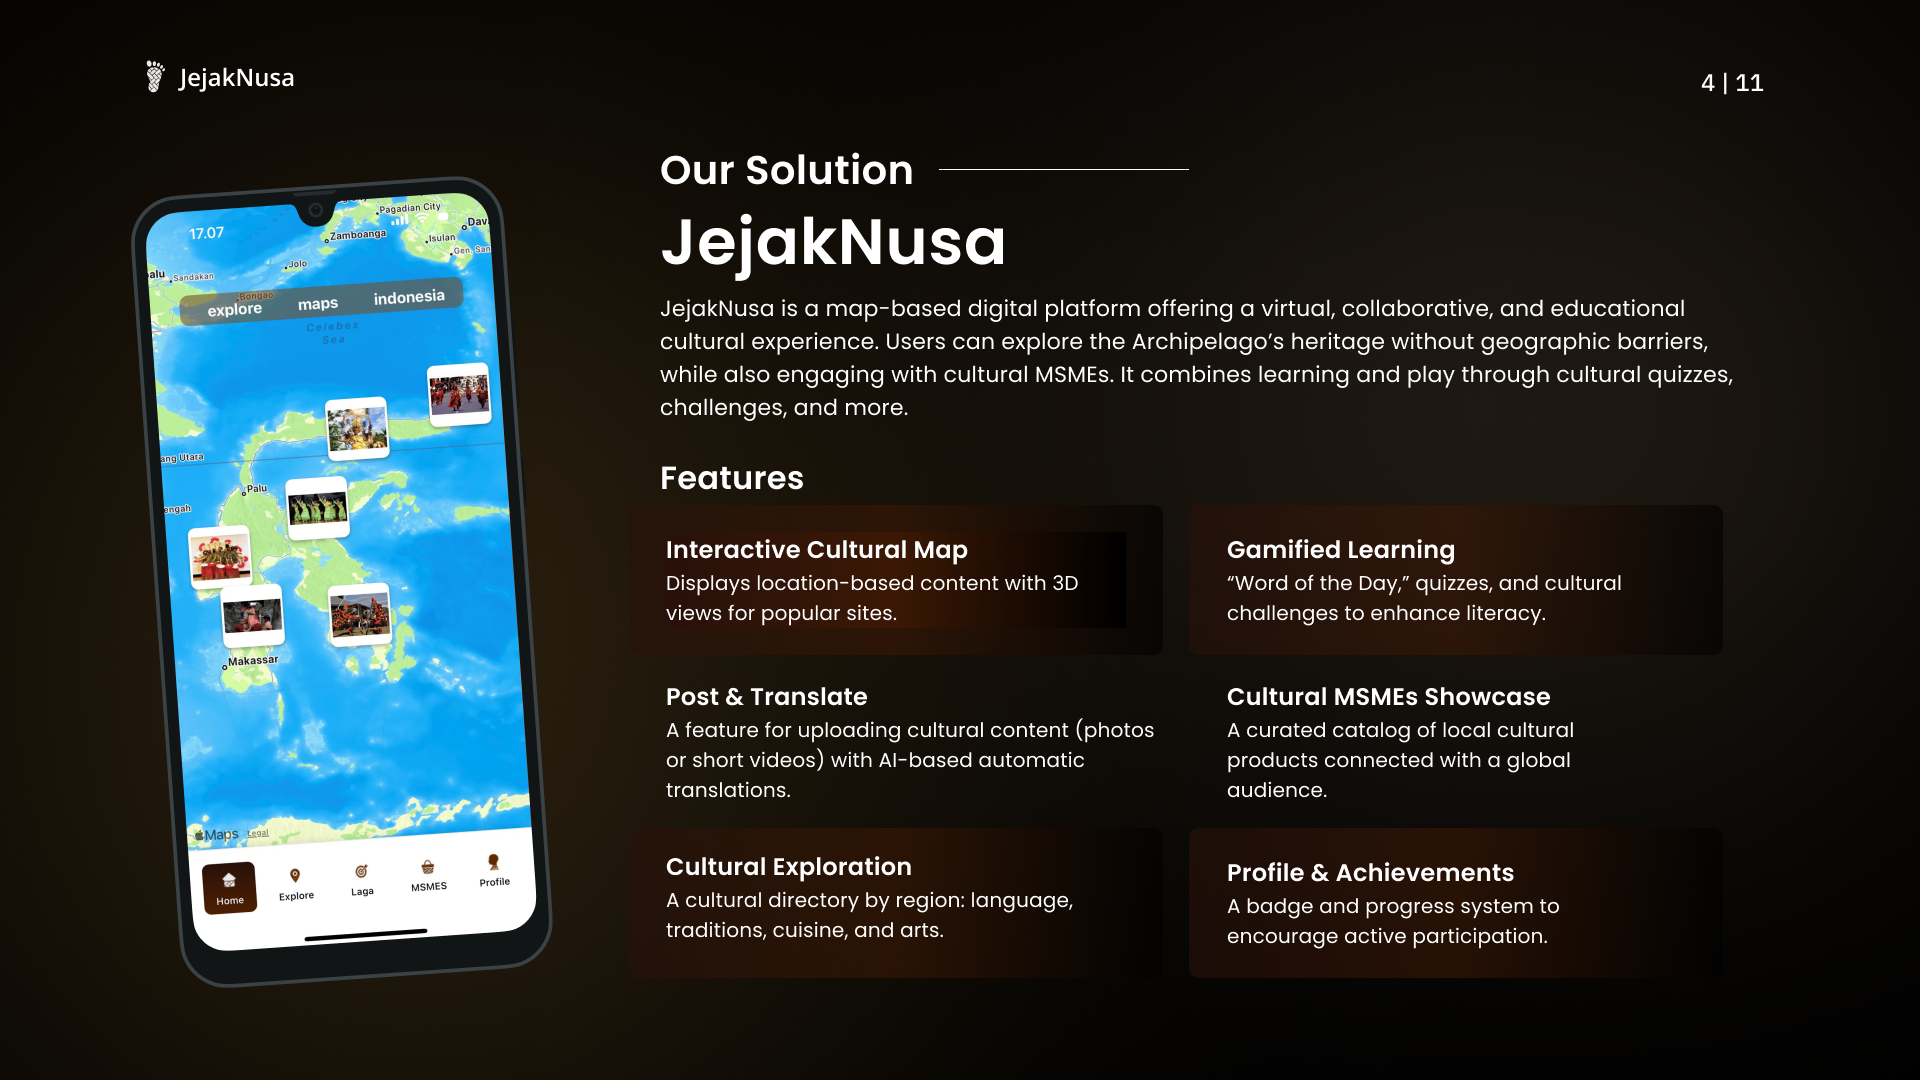 JejakNusa
4 | 11
17.07
Pagadian City
Zamboanga
Isulan
Dav
Gen. San
Jolo
alu
Sandakan
Bongao
explore maps indonesia
Celebes
Sea
ang Utara
Palu
engah
Makassar
Maps Legal
Home
Explore
Laga
MSMES
Profile
Our Solution
JejakNusa
JejakNusa is a map-based digital platform offering a virtual, collaborative, and educational
cultural experience. Users can explore the Archipelago’s heritage without geographic barriers,
while also engaging with cultural MSMEs. It combines learning and play through cultural quizzes,
challenges, and more.
Features
Interactive Cultural Map
Displays location-based content with 3D
views for popular sites.
Gamified Learning
“Word of the Day,” quizzes, and cultural
challenges to enhance literacy.
Post & Translate
A feature for uploading cultural content (photos
or short videos) with AI-based automatic
translations.
Cultural MSMEs Showcase
A curated catalog of local cultural
products connected with a global
audience.
Cultural Exploration
A cultural directory by region: language,
traditions, cuisine, and arts.
Profile & Achievements
A badge and progress system to
encourage active participation.